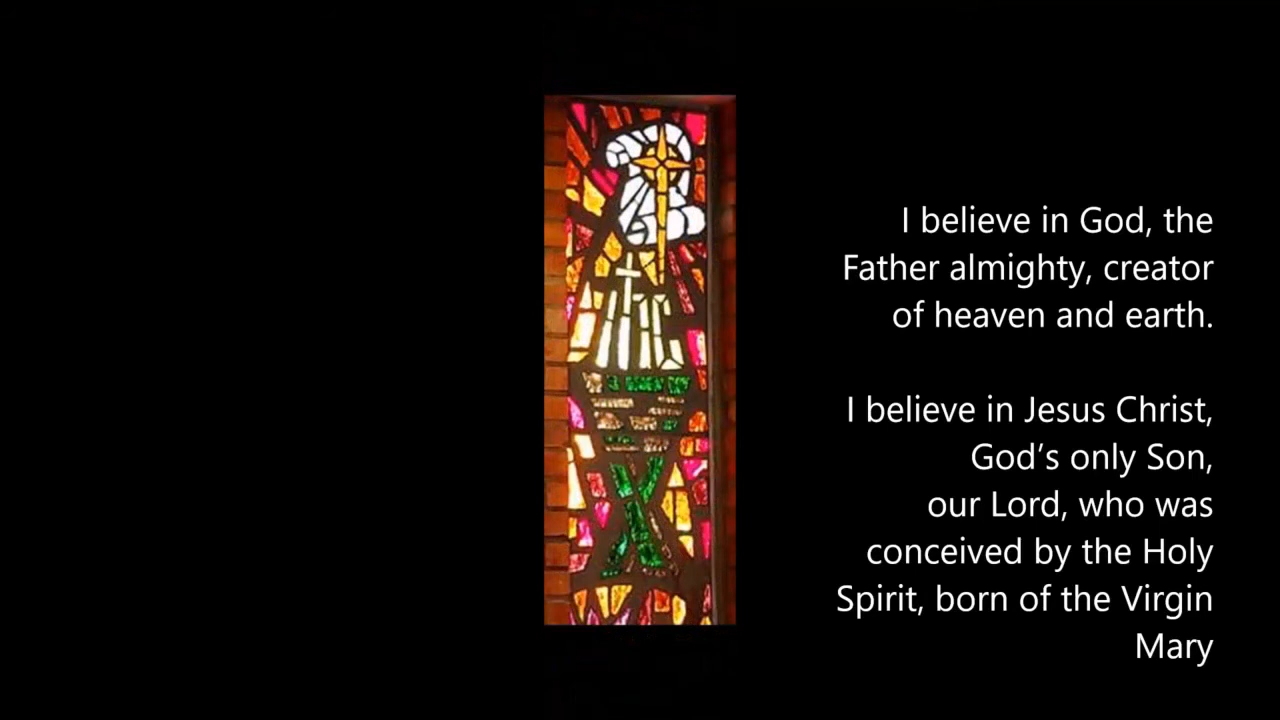 I believe in God, the
Father almighty, creator
of heaven and earth.
I believe in Jesus Christ,
God's only Son,
our Lord, who was
conceived by the Holy
Spirit, born of the Virgin
Mary